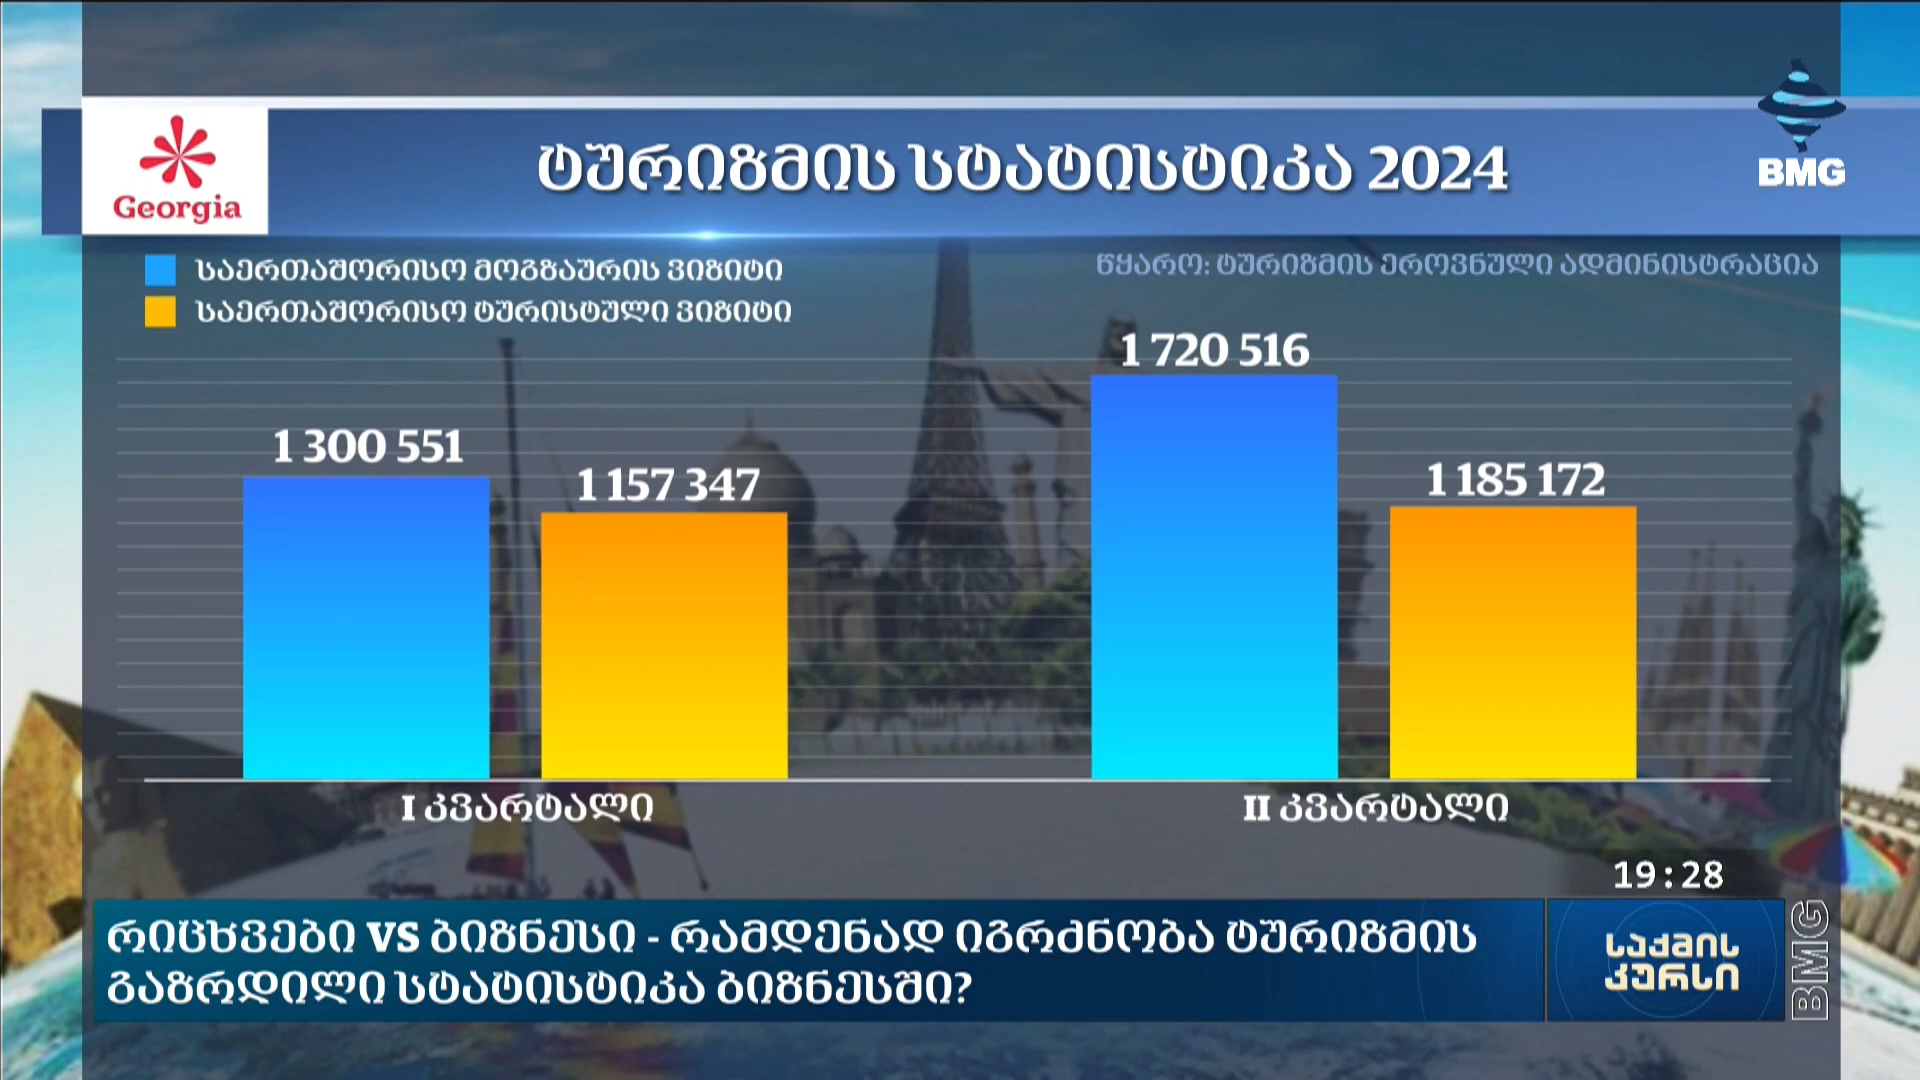 ტურიზმის სტატისტიკა 2024
Georgia
BMG
საერთაშორისო მოგზაურის ვიზიტი
საერთაშორისო ტურისტული ვიზიტი
წყარო: ტურიზმის ეროვნული ადმინისტრაცია
1 300 551
1 157 347
1 720 516
1 185 172
I კვარტალი
II კვარტალი
19:28
რიცხვები VS ბიზნესი - რამდენად იგრძნობა ტურიზმის
გაზრდილი სტატისტიკა ბიზნესში?
საქმის
კურსი
BMG